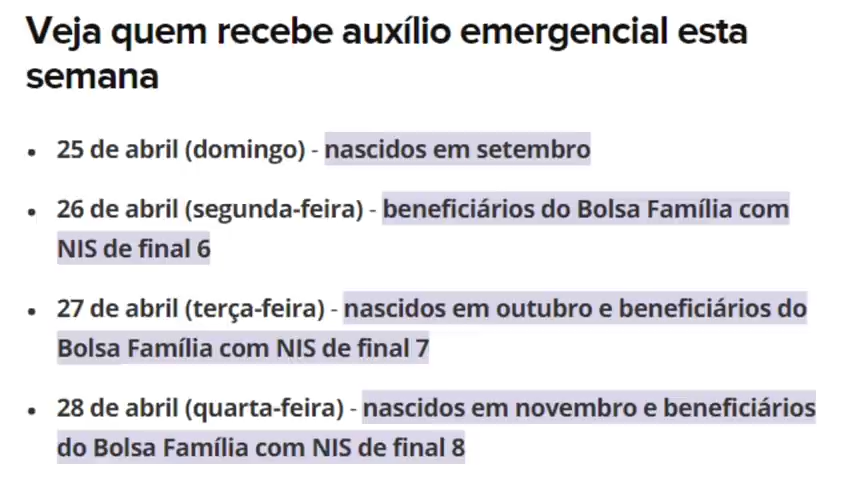 Veja quem recebe auxílio emergencial esta
semana
• 25 de abril (domingo) - nascidos em setembro
• 26 de abril (segunda-feira) - beneficiários do Bolsa Família com
NIS de final 6
• 27 de abril (terça-feira) - nascidos em outubro e beneficiários do
Bolsa Família com NIS de final 7
• 28 de abril (quarta-feira) - nascidos em novembro e beneficiários
do Bolsa Família com NIS de final 8